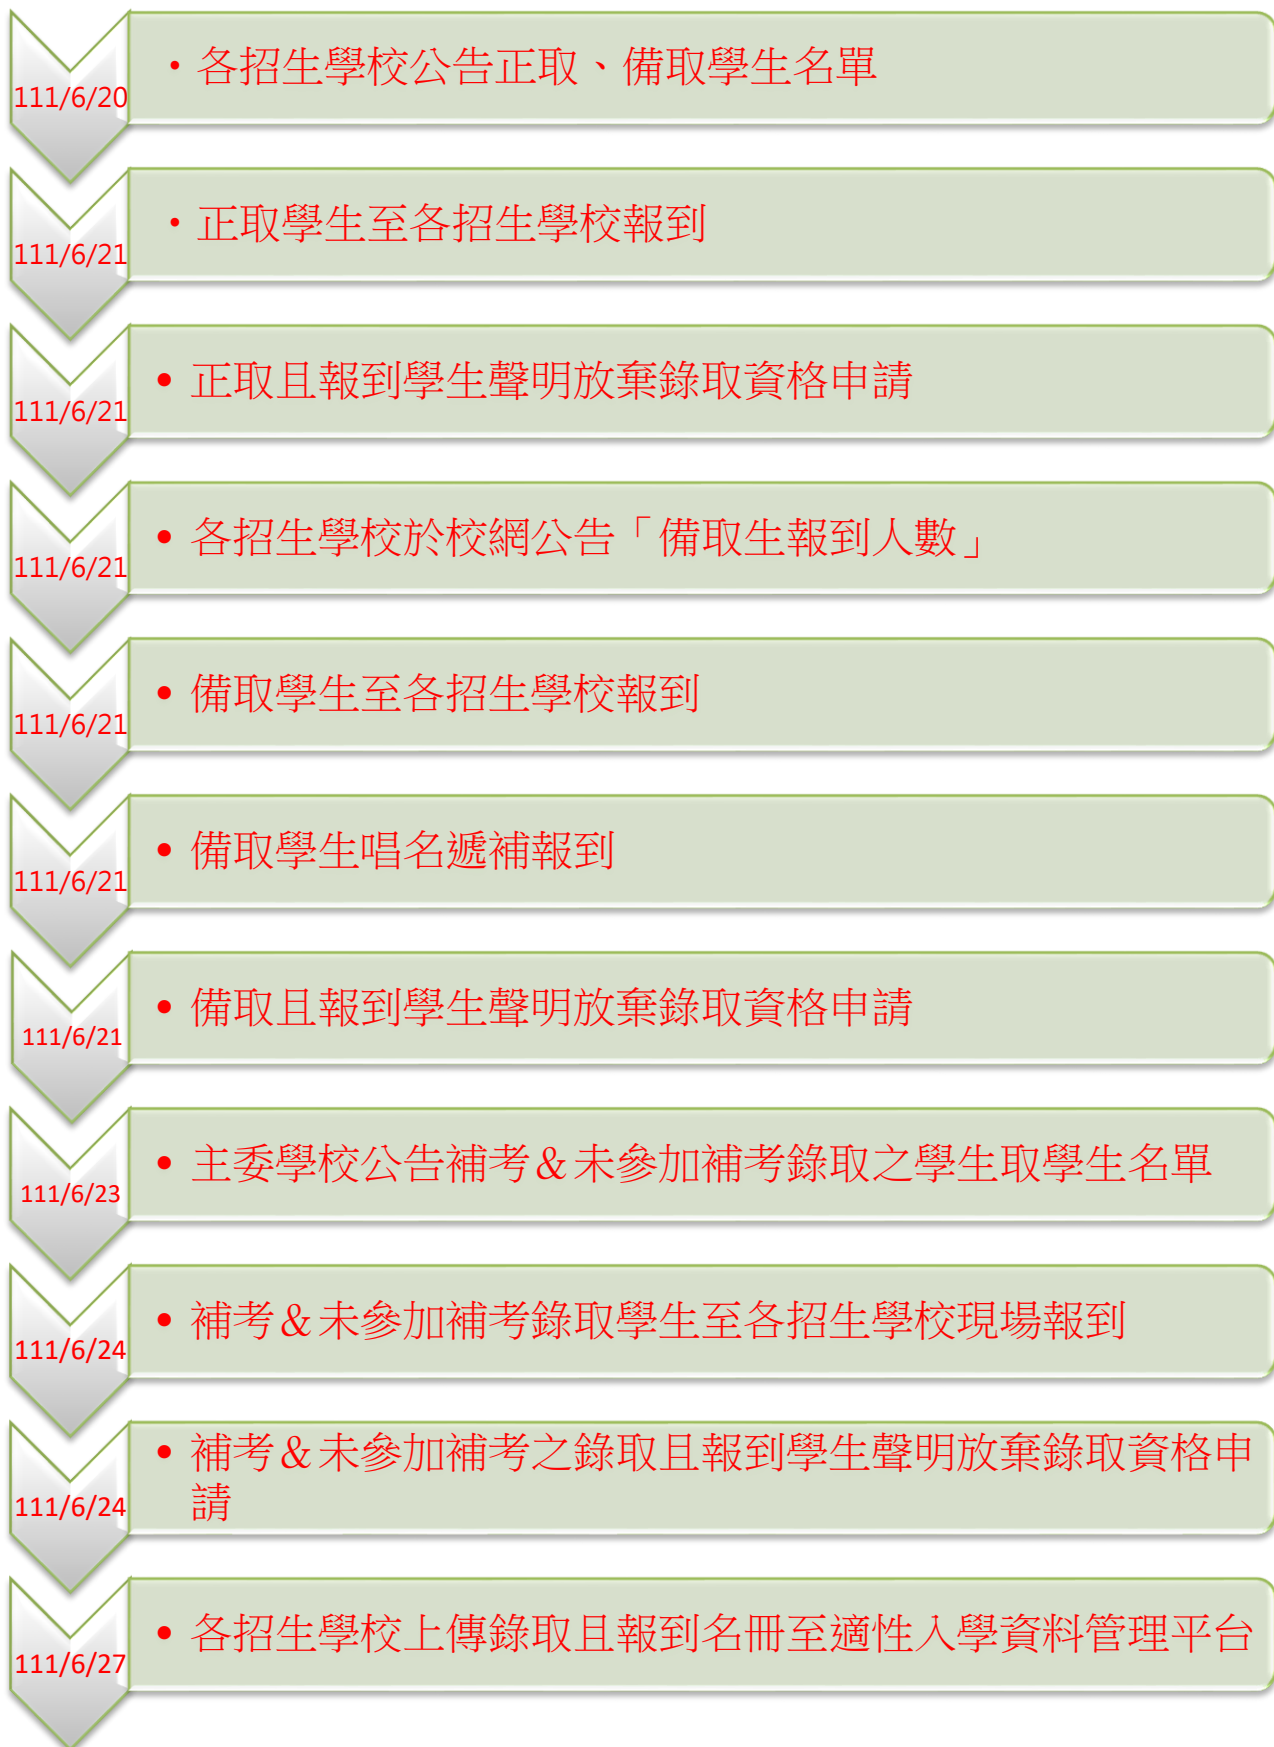 111/6/20
・各招生學校公告正取、備取學生名單
111/6/21
・正取學生至各招生學校報到
111/6/21
• 正取且報到學生聲明放棄錄取資格申請
111/6/21
• 各招生學校於校網公告「備取生報到人數」
111/6/21
• 備取學生至各招生學校報到
111/6/21
• 備取學生唱名遞補報到
111/6/21
• 備取且報到學生聲明放棄錄取資格申請
111/6/23
• 主委學校公告補考＆未參加補考錄取之學生取學生名單
111/6/24
• 補考＆未參加補考錄取學生至各招生學校現場報到
111/6/24
• 補考＆未參加補考之錄取且報到學生聲明放棄錄取資格申
請
111/6/27
• 各招生學校上傳錄取且報到名冊至適性入學資料管理平台